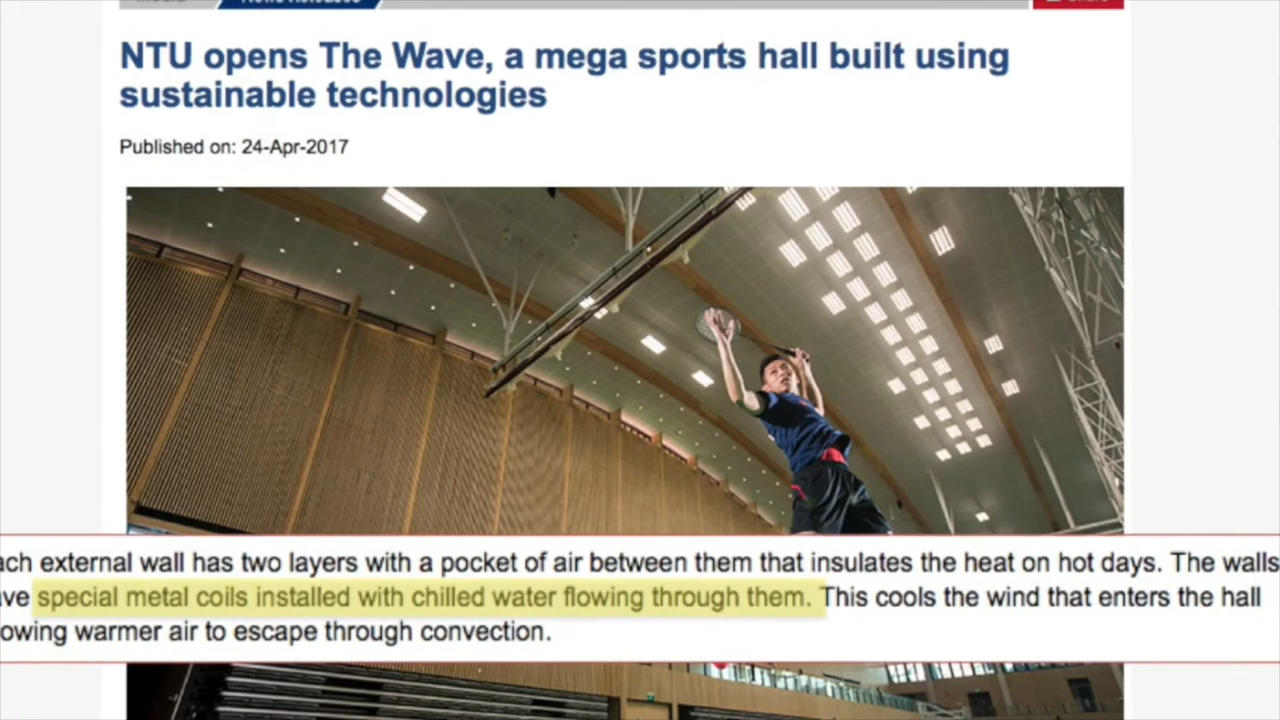 NTU opens The Wave, a mega sports hall built using
sustainable technologies
Published on: 24-Apr-2017
ach external wall has two layers with a pocket of air between them that insulates the heat on hot days. The walls
ave special metal coils installed with chilled water flowing through them. This cools the wind that enters the hall
owing warmer air to escape through convection.